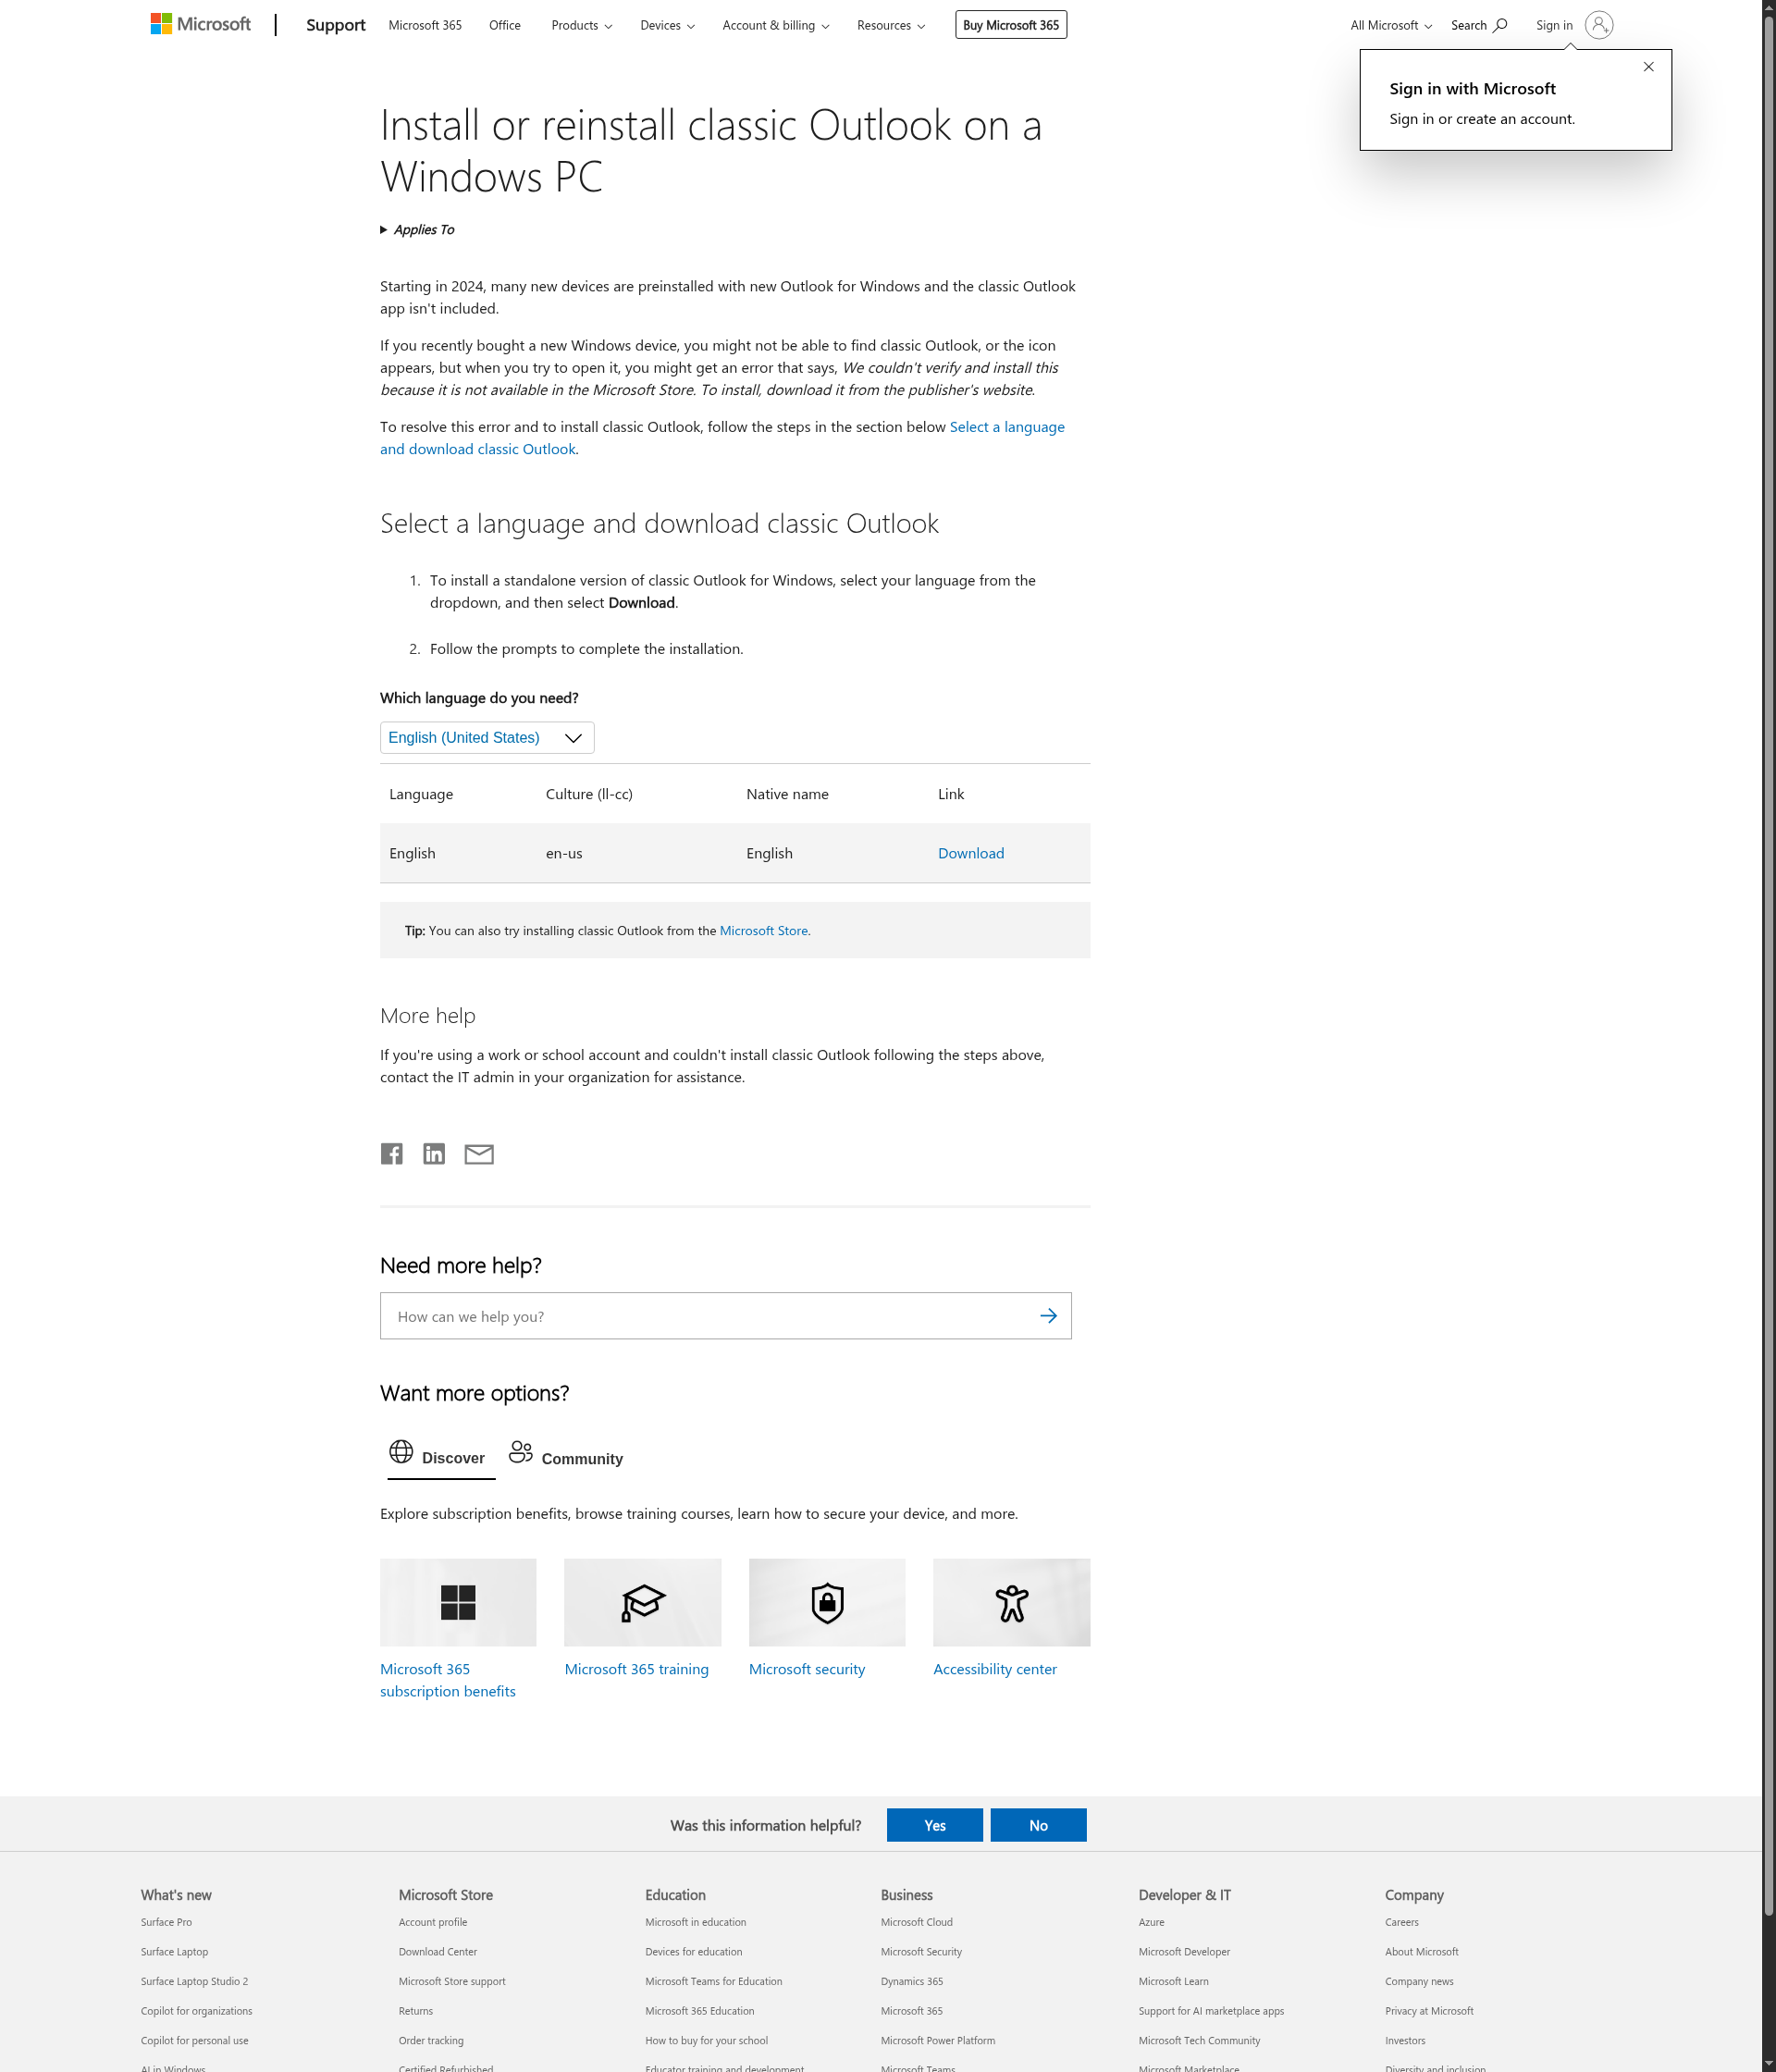 Microsoft
Support
Microsoft 365
Office
Products
Devices
Account & billing
Resources
Buy Microsoft 365
All Microsoft
Search
Sign in
Sign in with Microsoft
Sign in or create an account.
Install or reinstall classic Outlook on a
Windows PC
Applies To
Starting in 2024, many new devices are preinstalled with new Outlook for Windows and the classic Outlook
app isn't included.
If you recently bought a new Windows device, you might not be able to find classic Outlook, or the icon
appears, but when you try to open it, you might get an error that says, We couldn't verify and install this
because it is not available in the Microsoft Store. To install, download it from the publisher's website.
To resolve this error and to install classic Outlook, follow the steps in the section below Select a language
and download classic Outlook.
Select a language and download classic Outlook
1. To install a standalone version of classic Outlook for Windows, select your language from the
dropdown, and then select Download.
2. Follow the prompts to complete the installation.
Which language do you need?
English (United States)
Language Culture (ll-cc) Native name Link
English en-us English Download
Tip: You can also try installing classic Outlook from the Microsoft Store.
More help
If you're using a work or school account and couldn't install classic Outlook following the steps above,
contact the IT admin in your organization for assistance.
Need more help?
How can we help you?
Want more options?
Discover
Community
Explore subscription benefits, browse training courses, learn how to secure your device, and more.
Microsoft 365
subscription benefits
Microsoft 365 training
Microsoft security
Accessibility center
Was this information helpful?
Yes
No
What's new
Surface Pro
Surface Laptop
Surface Laptop Studio 2
Copilot for organizations
Copilot for personal use
AI in Windows
Microsoft Store
Account profile
Download Center
Microsoft Store support
Returns
Order tracking
Certified Refurbished
Education
Microsoft in education
Devices for education
Microsoft Teams for Education
Microsoft 365 Education
How to buy for your school
Educator training and development
Business
Microsoft Cloud
Microsoft Security
Dynamics 365
Microsoft 365
Microsoft Power Platform
Microsoft Teams
Developer & IT
Azure
Microsoft Developer
Microsoft Learn
Support for AI marketplace apps
Microsoft Tech Community
Microsoft Marketplace
Company
Careers
About Microsoft
Company news
Privacy at Microsoft
Investors
Diversity and inclusion